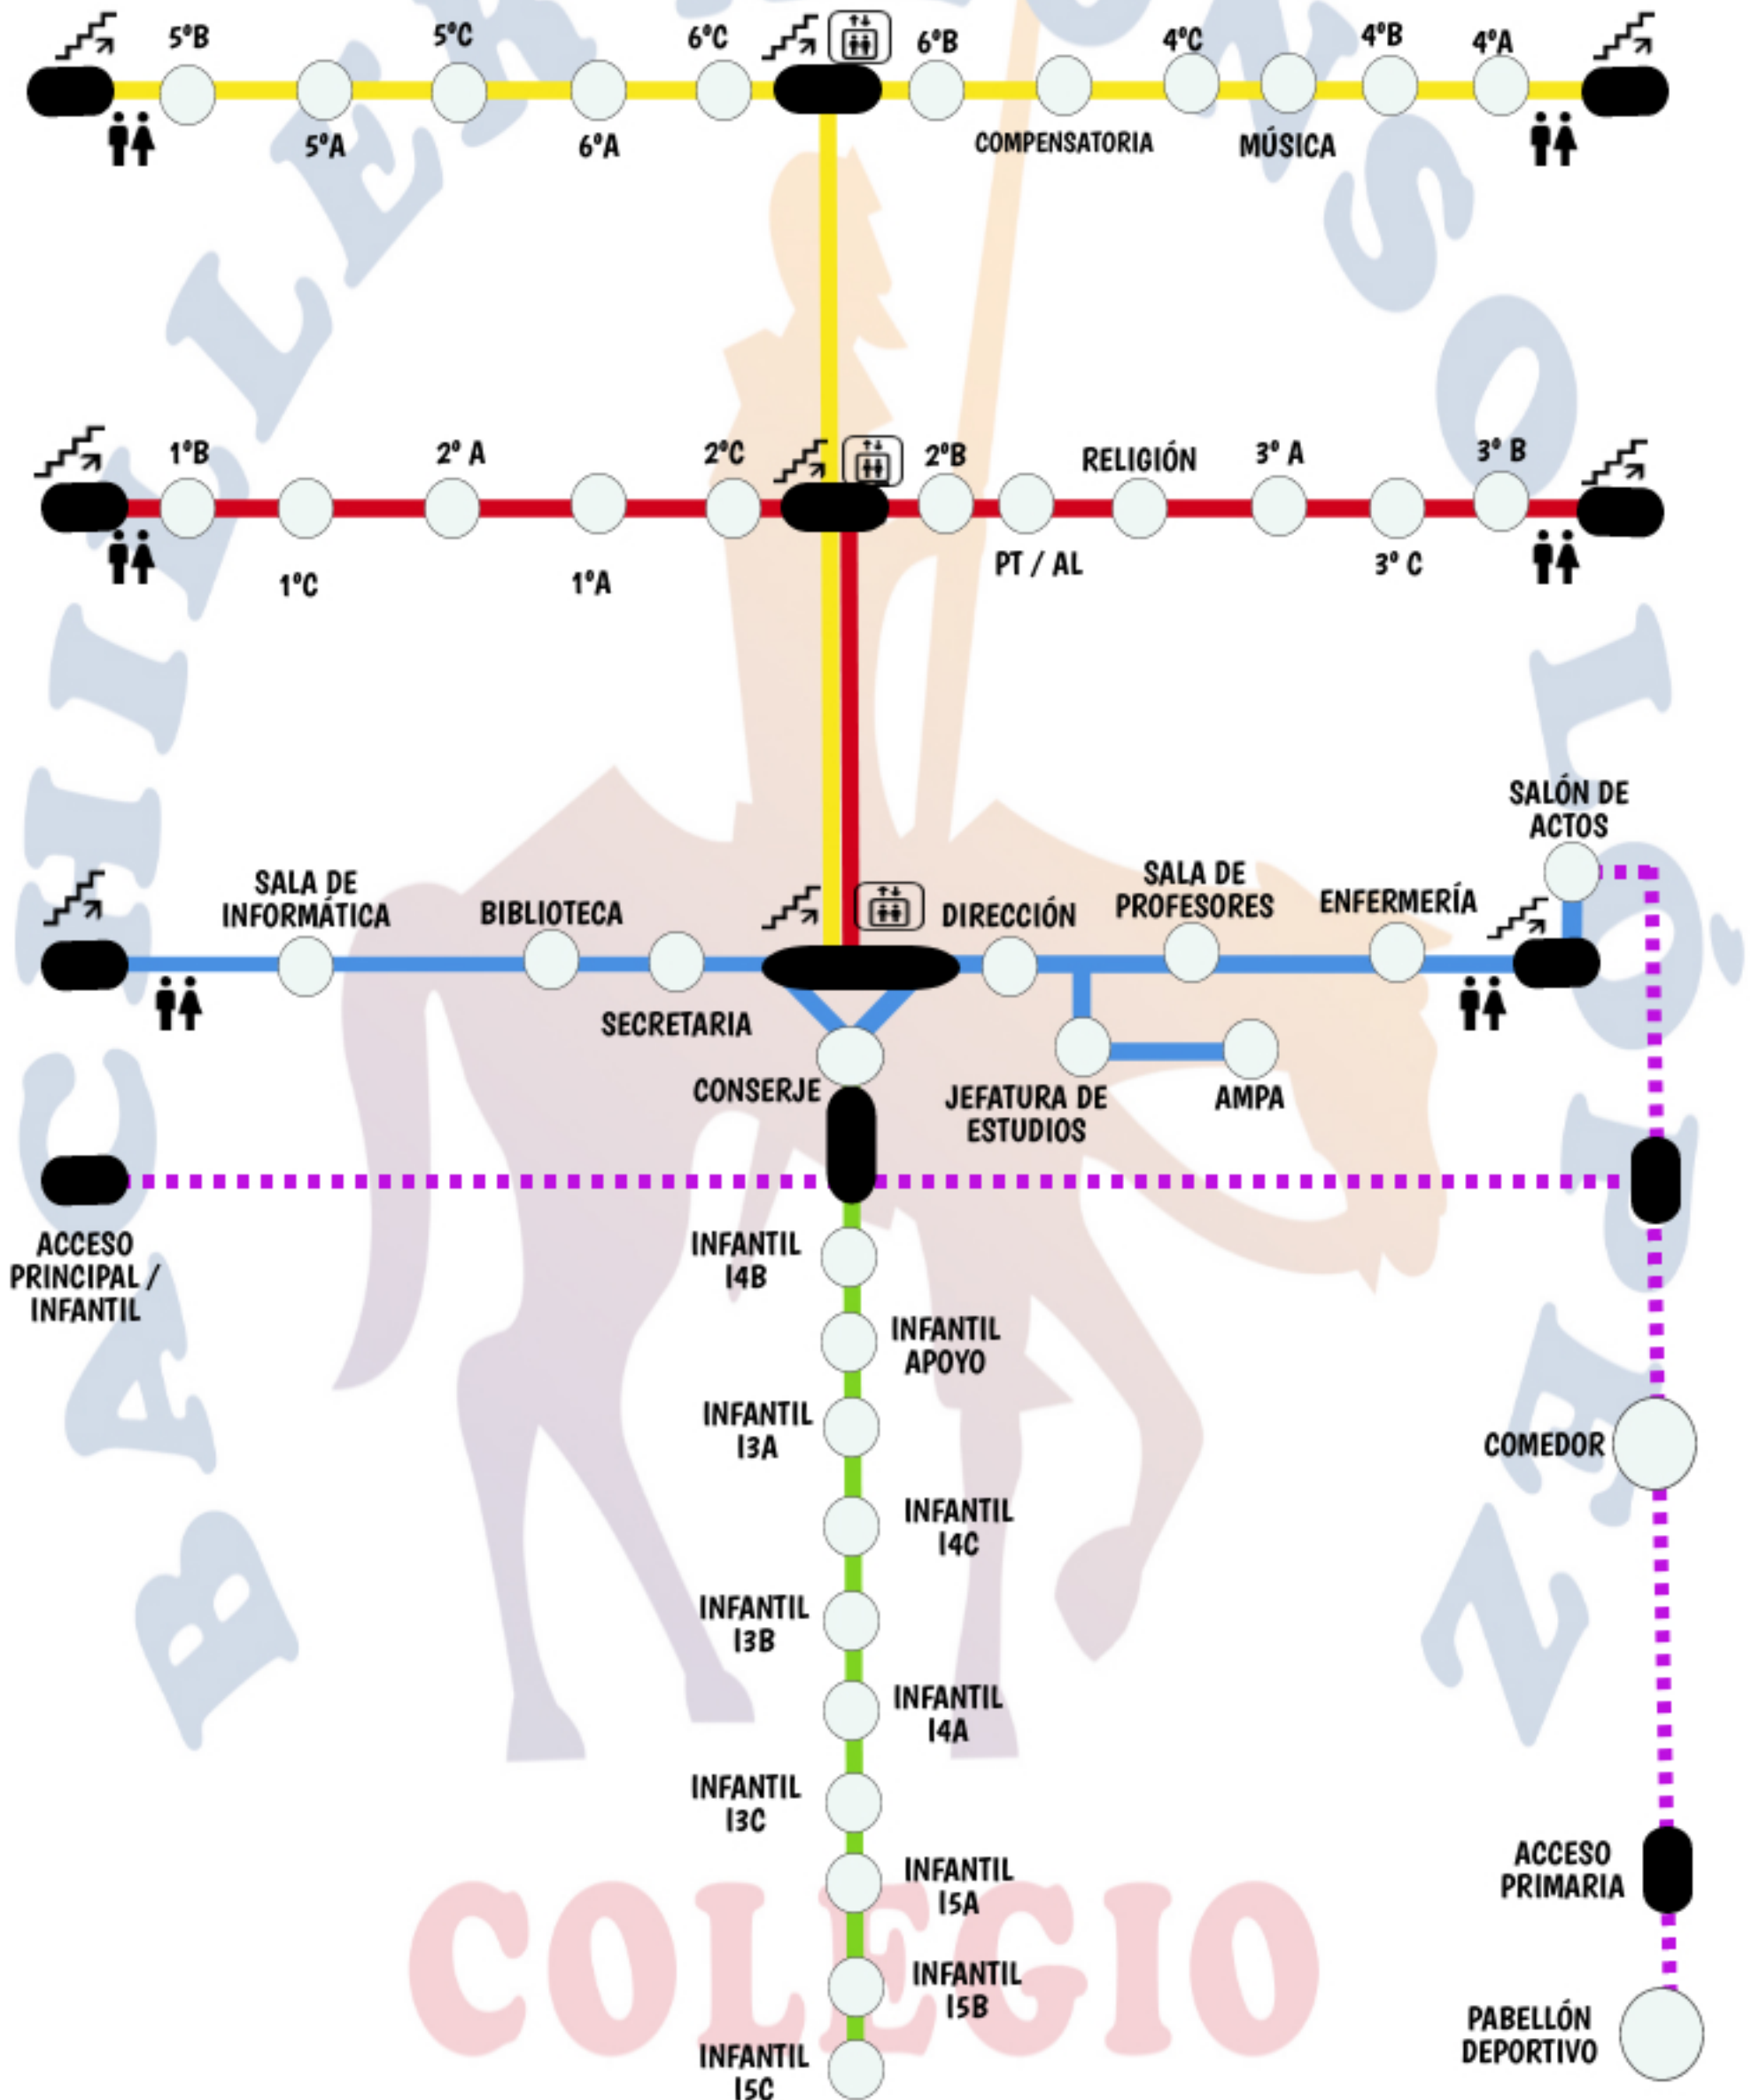 5ºB
5ºC
6ºC
6ºB
4ºC
4ºB
4ºA
5ºA
6ºA
COMPENSATORIA
MÚSICA
1ºB
2º A
2ºC
2ºB
RELIGIÓN
3º A
3º B
1ºC
1ºA
PT / AL
3º C
SALÓN DE
ACTOS
SALA DE
INFORMÁTICA
BIBLIOTECA
DIRECCIÓN
SALA DE
PROFESORES
ENFERMERÍA
SECRETARIA
CONSERJE
JEFATURA DE
ESTUDIOS
AMPA
ACCESO
PRINCIPAL /
INFANTIL
INFANTIL
I4B
INFANTIL
APOYO
INFANTIL
I3A
INFANTIL
I4C
INFANTIL
I3B
INFANTIL
I4A
INFANTIL
I3C
INFANTIL
I5A
INFANTIL
I5B
INFANTIL
I5C
COMEDOR
ACCESO
PRIMARIA
PABELLÓN
DEPORTIVO
BACHILLER ALONSO LÓPEZ
COLEGIO